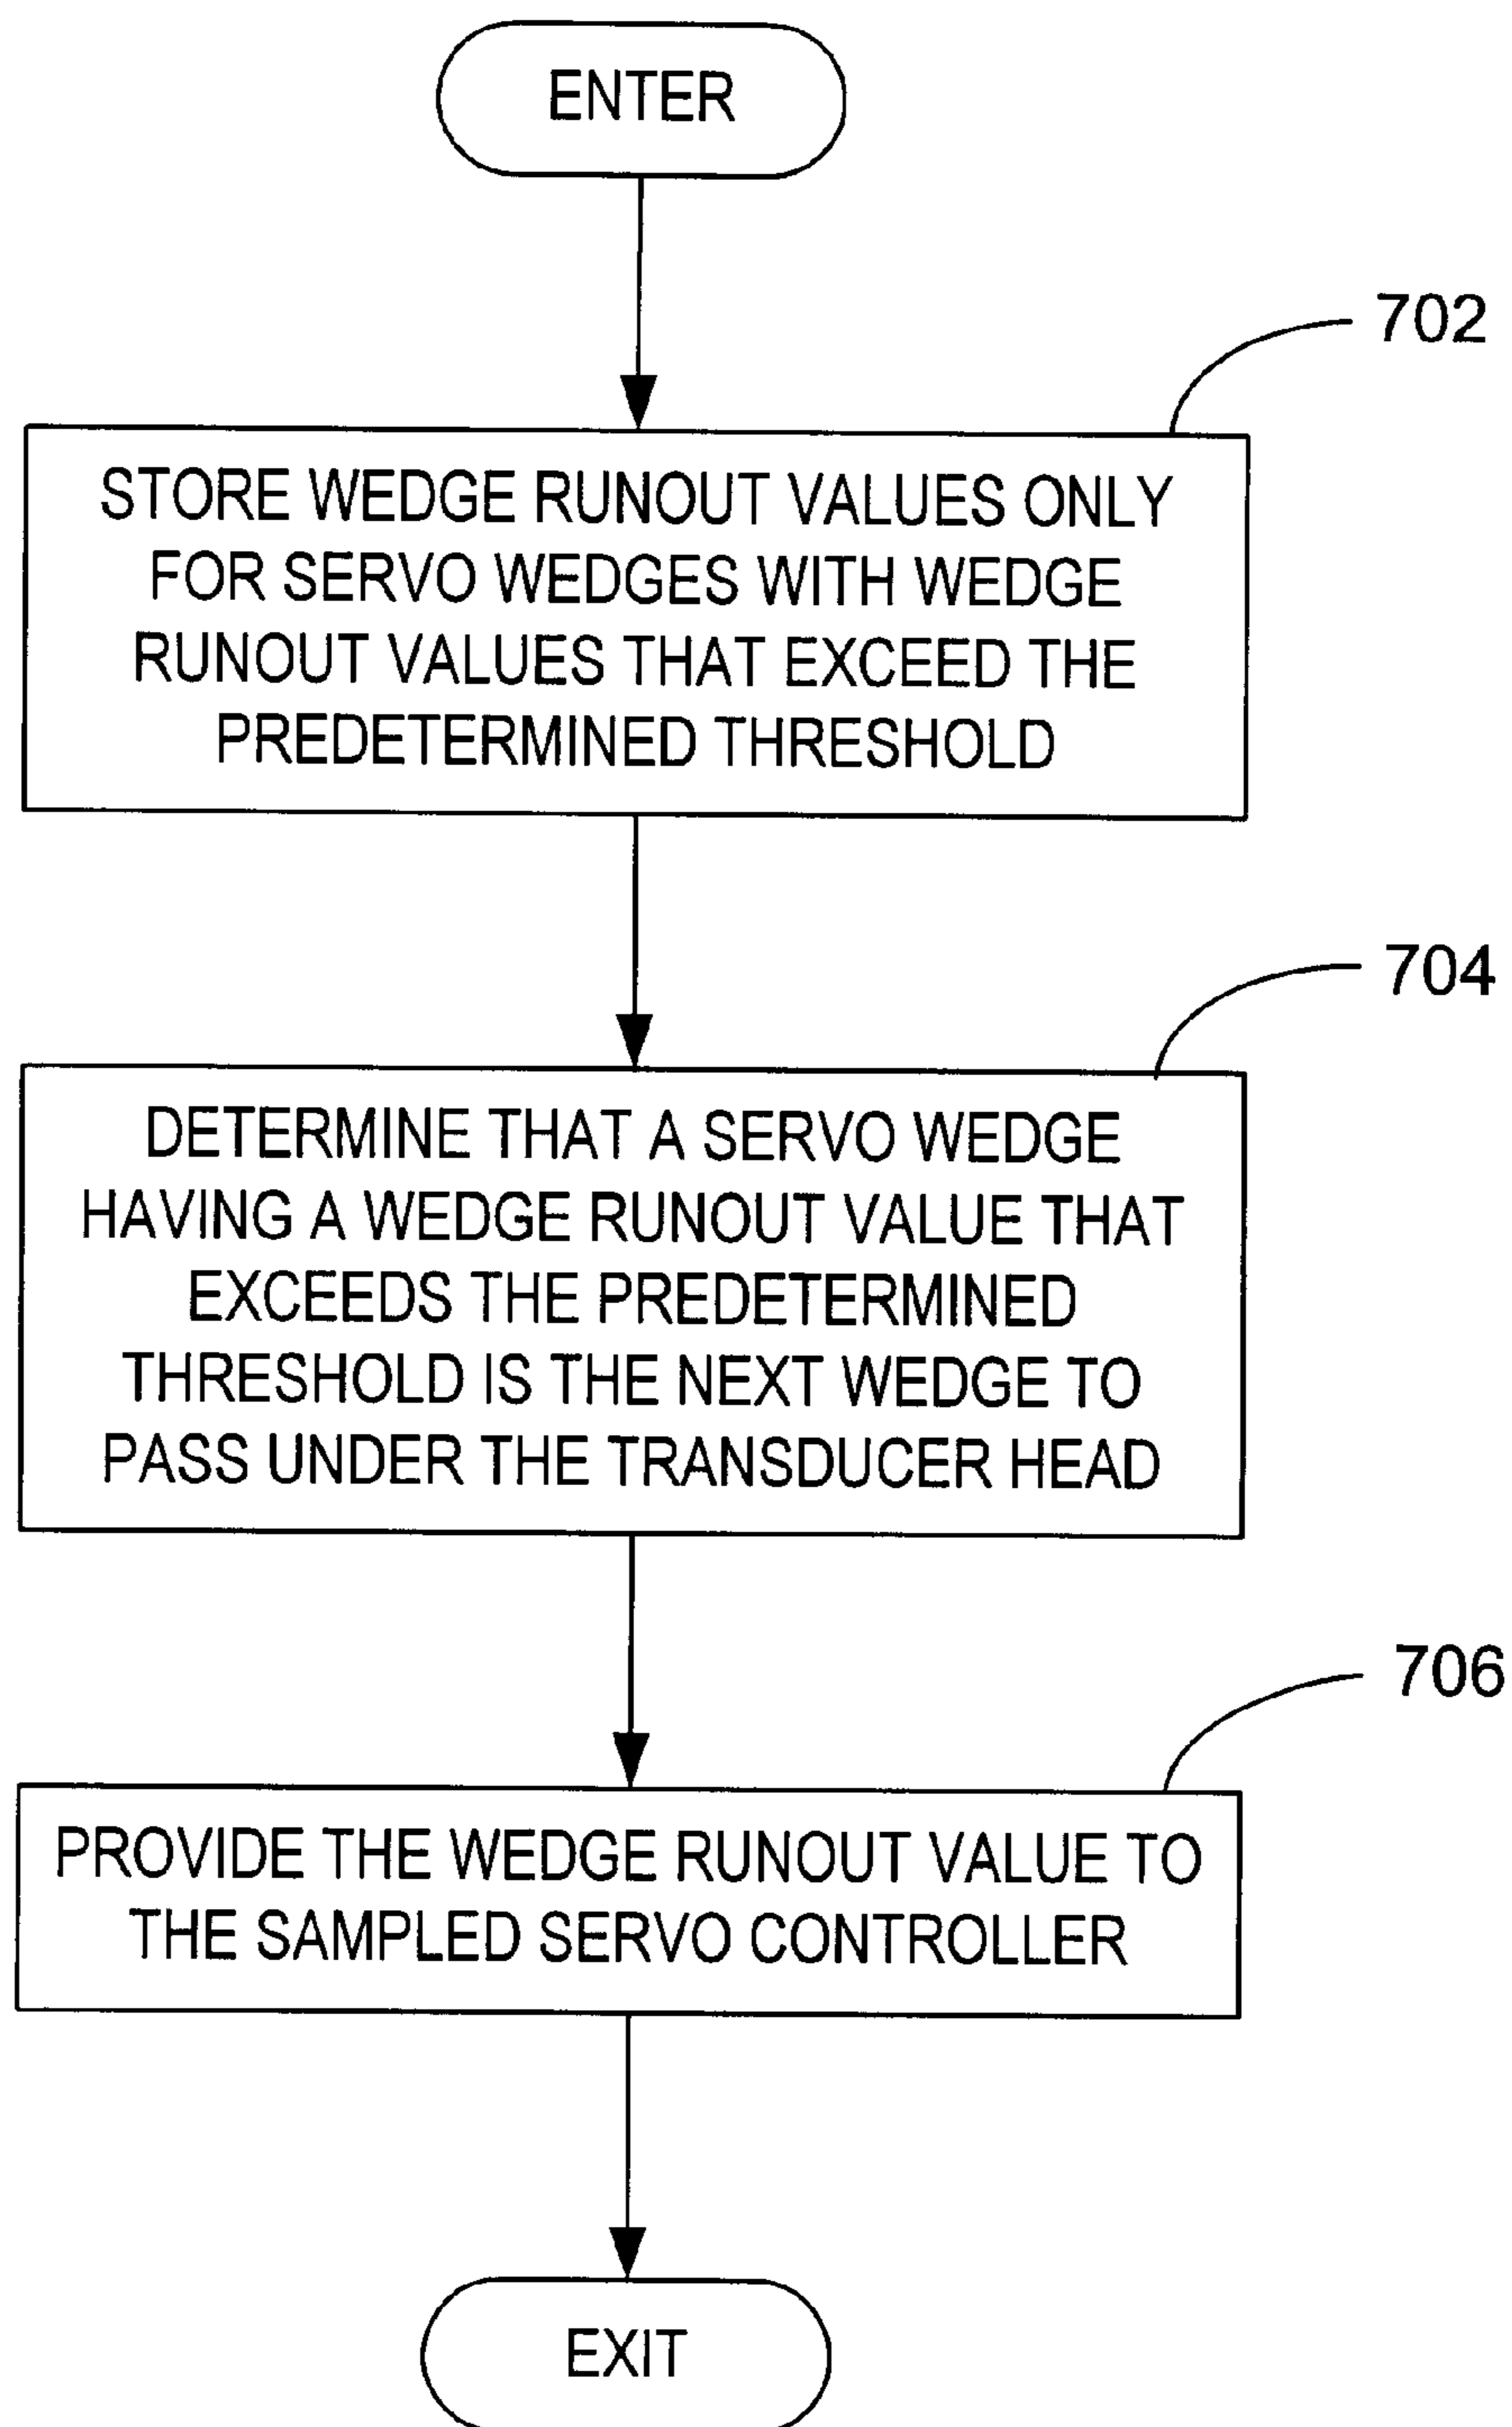 ENTER
702
STORE WEDGE RUNOUT VALUES ONLY
FOR SERVO WEDGES WITH WEDGE
RUNOUT VALUES THAT EXCEED THE
PREDETERMINED THRESHOLD
704
DETERMINE THAT A SERVO WEDGE
HAVING A WEDGE RUNOUT VALUE THAT
EXCEEDS THE PREDETERMINED
THRESHOLD IS THE NEXT WEDGE TO
PASS UNDER THE TRANSDUCER HEAD
706
PROVIDE THE WEDGE RUNOUT VALUE TO
THE SAMPLED SERVO CONTROLLER
EXIT